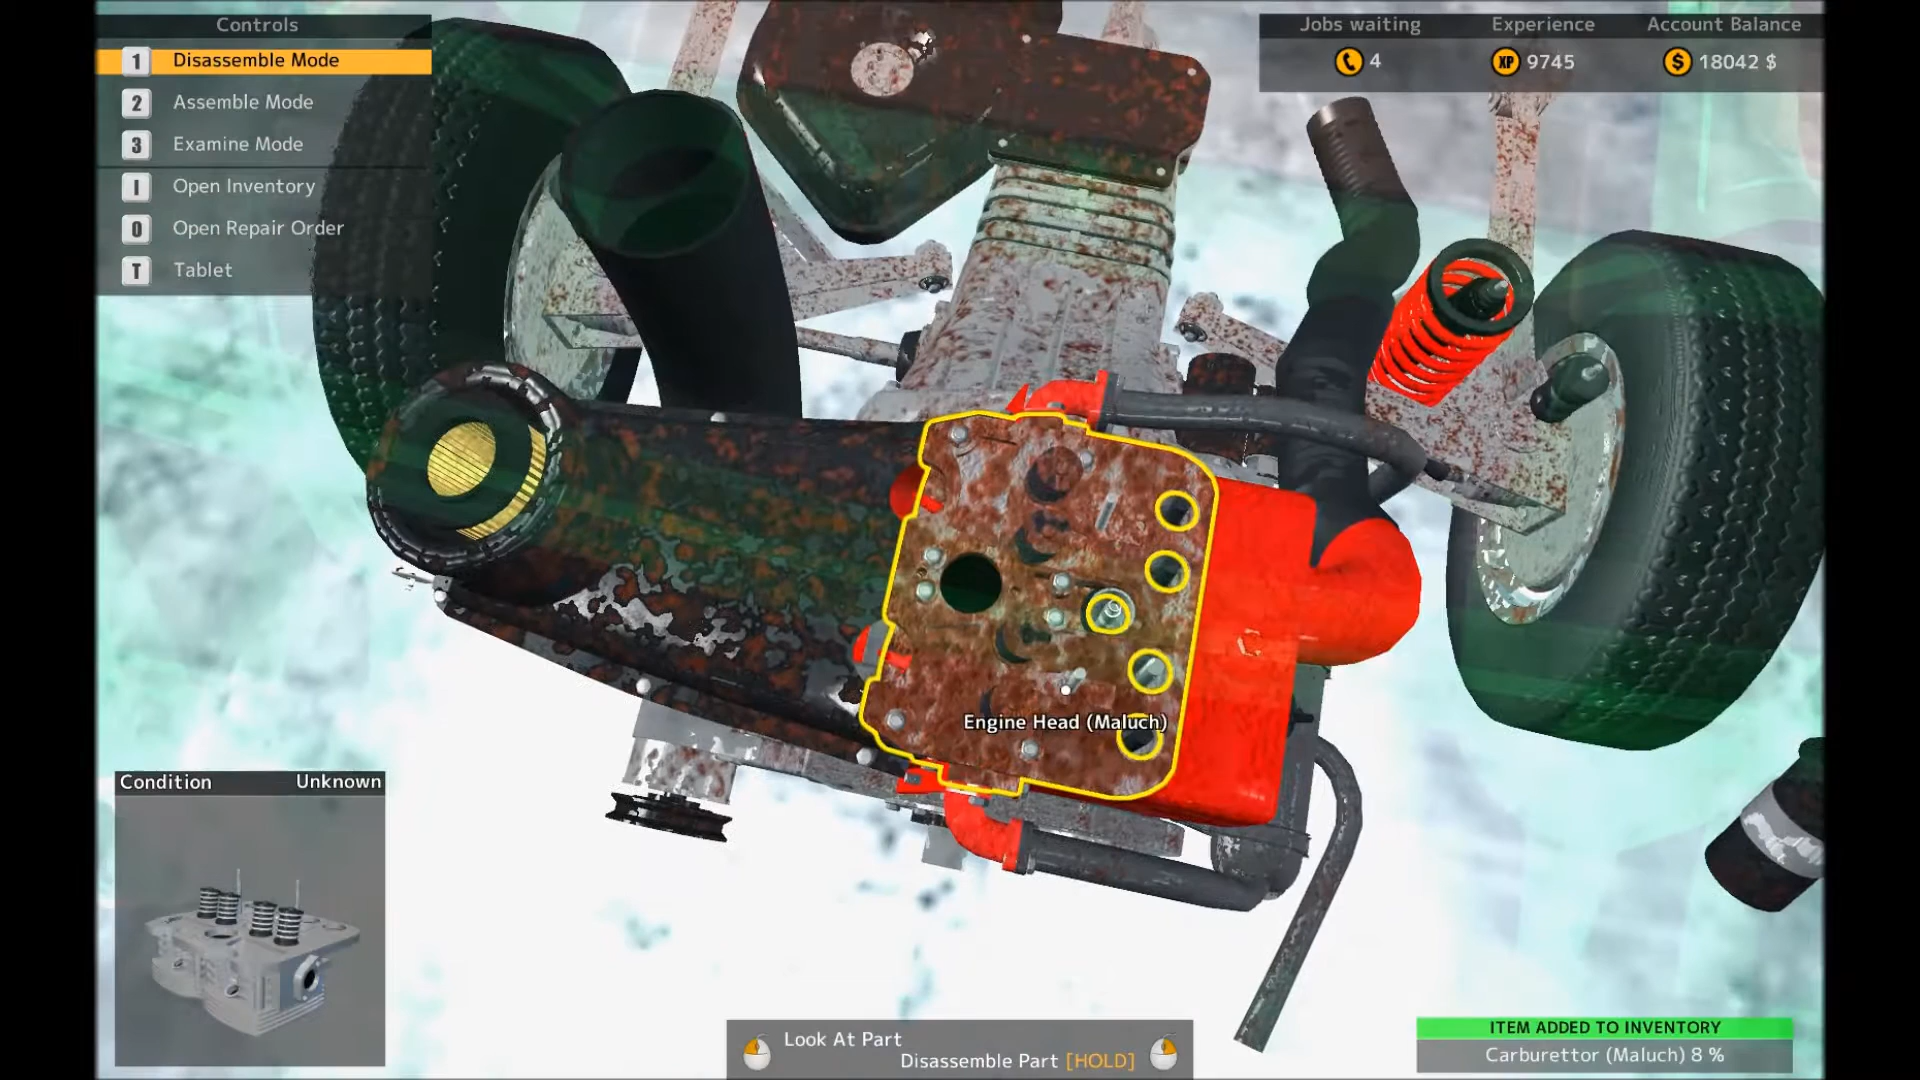 Controls
1 Disassemble Mode
2 Assemble Mode
3 Examine Mode
I Open Inventory
O Open Repair Order
T Tablet
Jobs waiting Experience Account Balance
4 XP 9745 $ 18042 $
Engine Head (Maluch)
Condition Unknown
Look At Part
Disassemble Part [HOLD]
ITEM ADDED TO INVENTORY
Carburettor (Maluch) 8 %